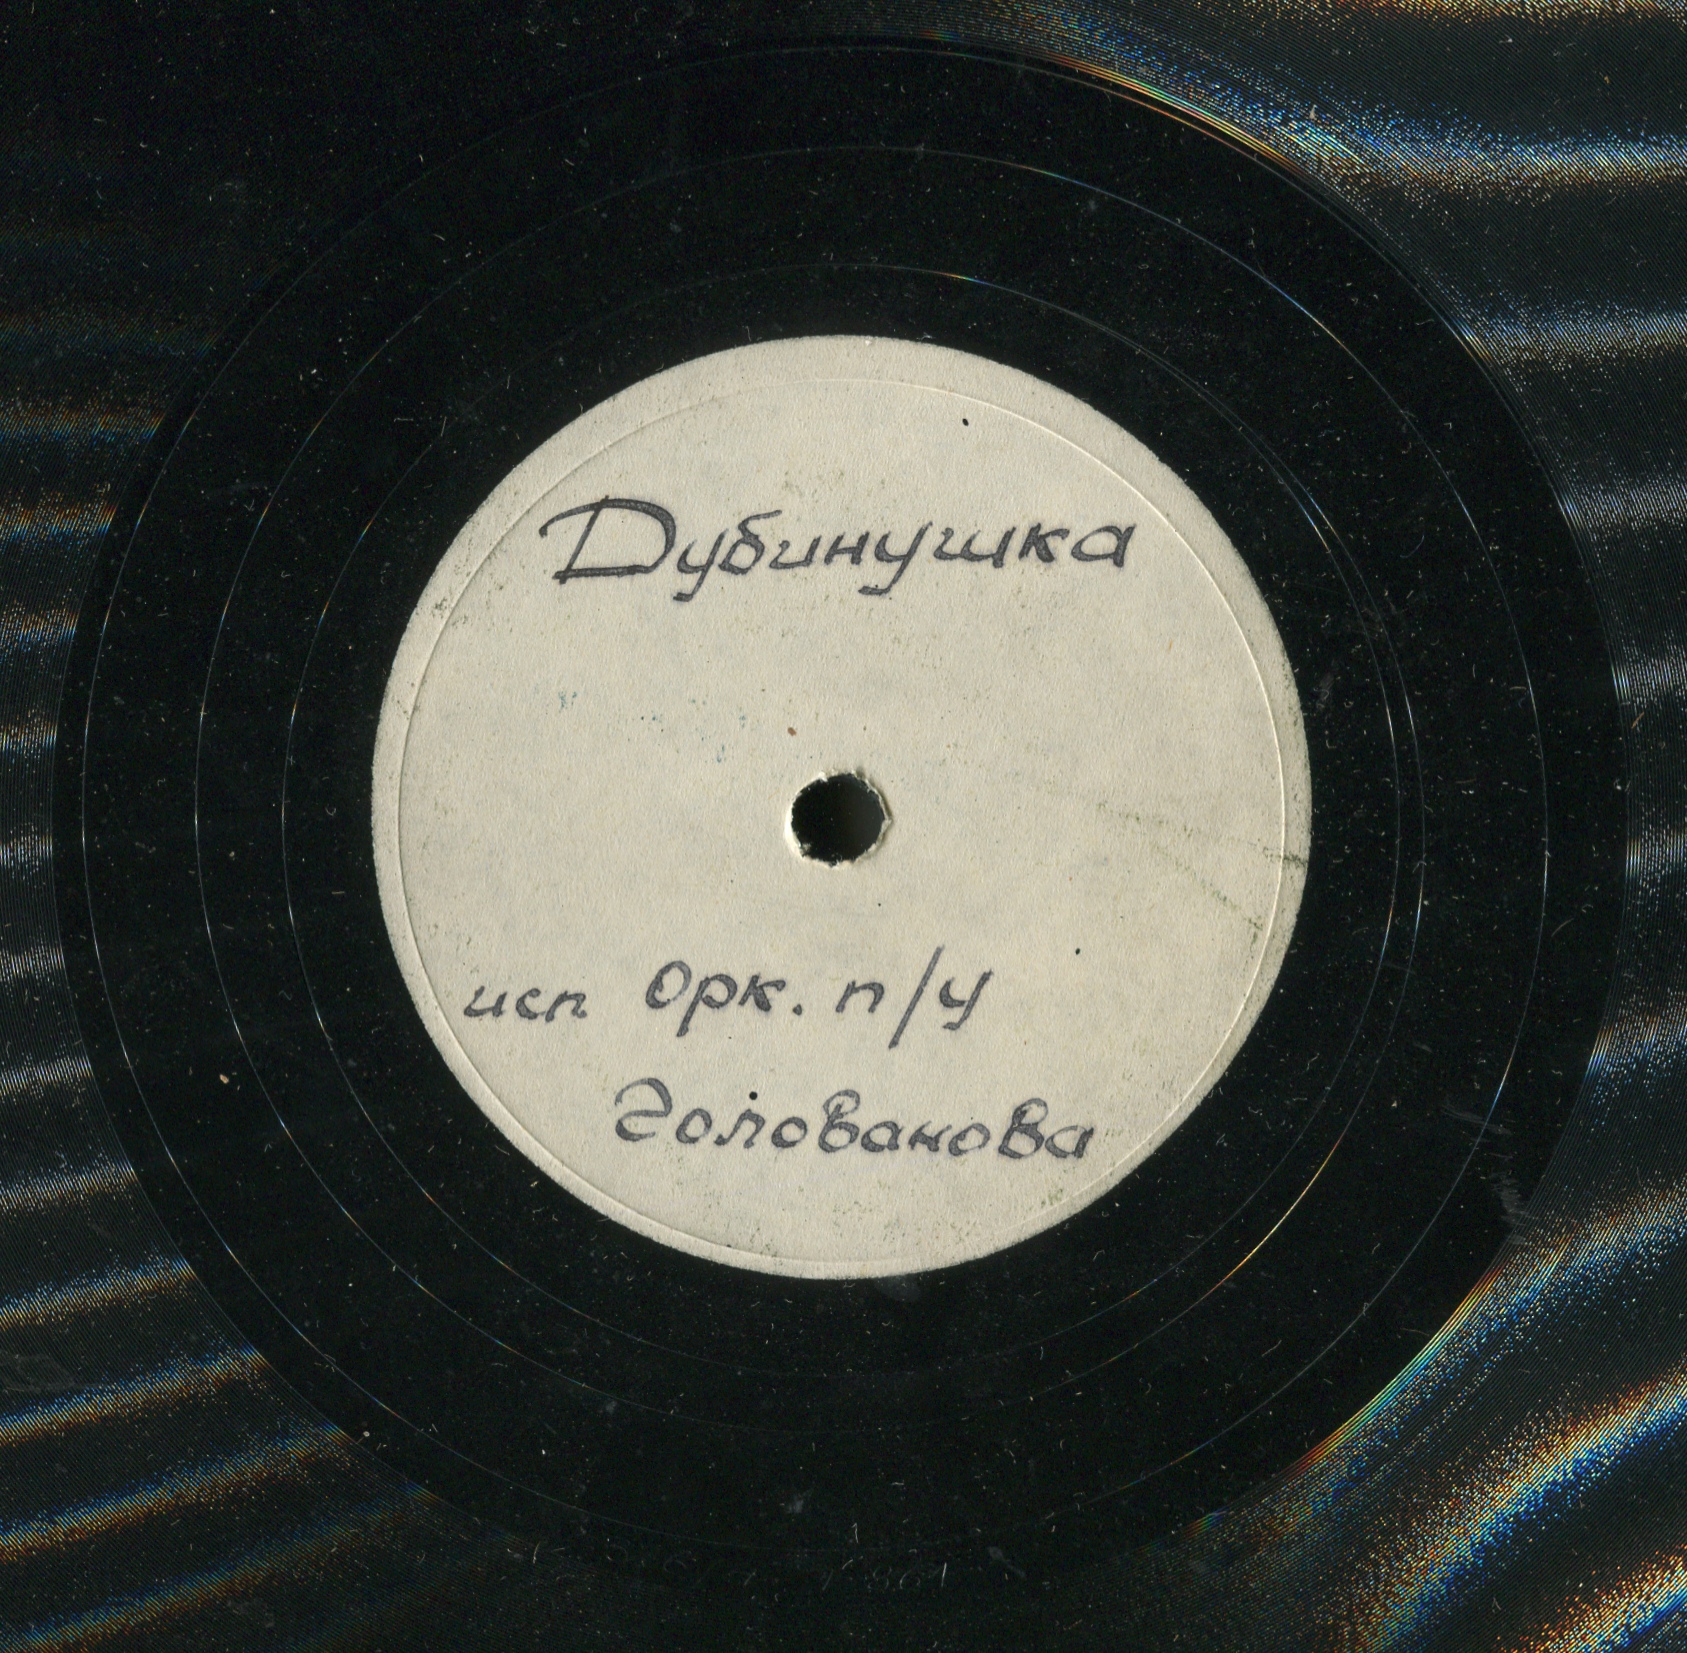 Дубинушка
исп Орк. п/у
Голованова